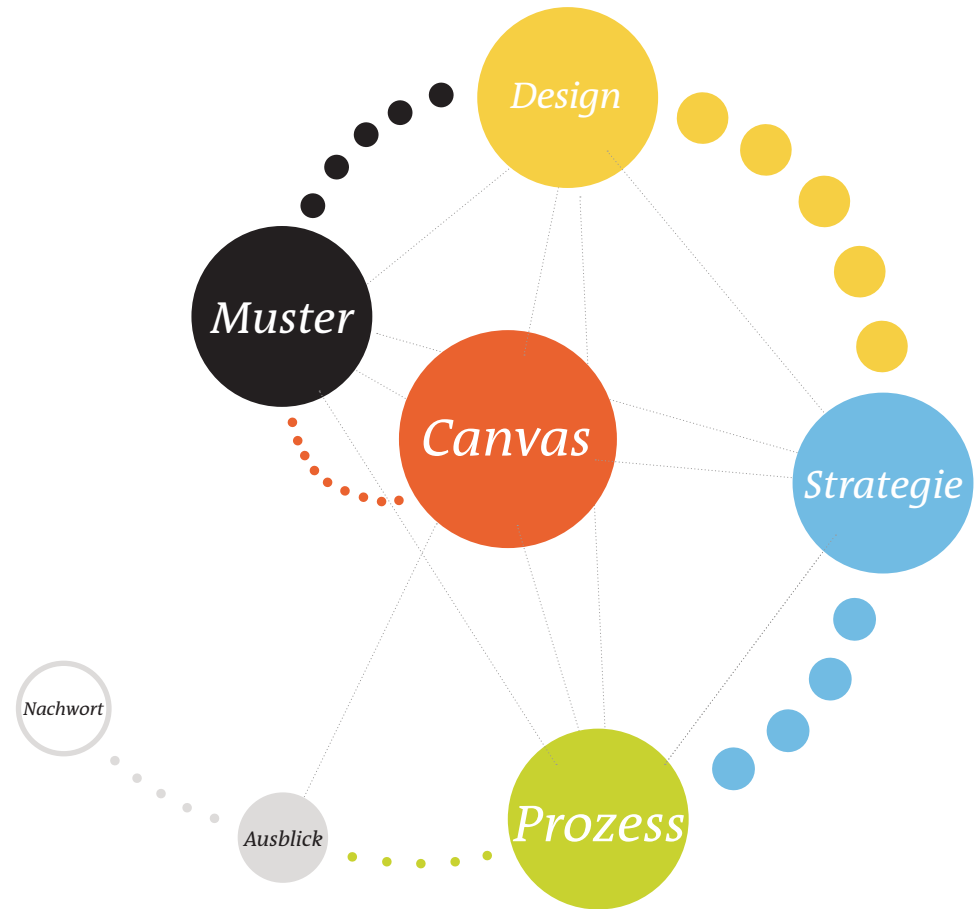 Design
Muster
Canvas
Strategie
Nachwort
Prozess
Ausblick